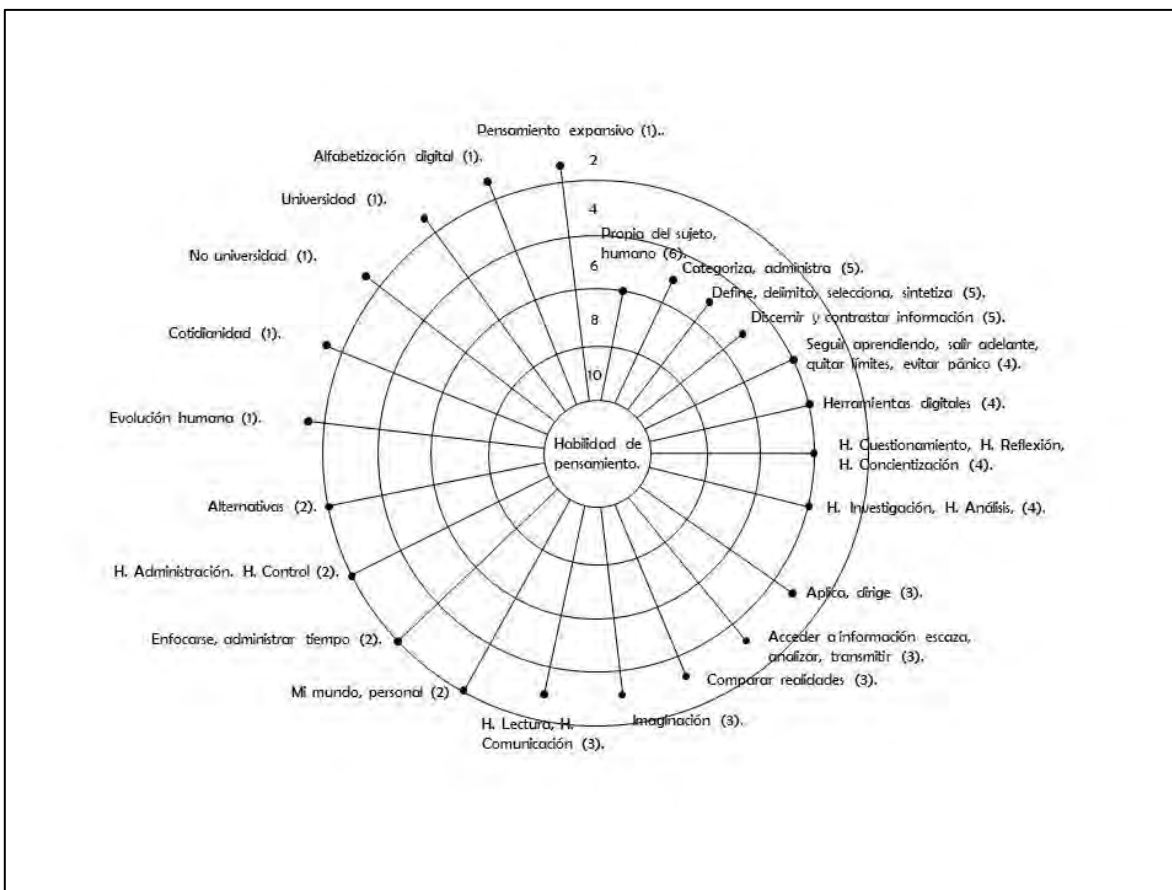 Pensamiento expansivo (1)..
Alfabetización digital (1).
Universidad (1).
No universidad (1).
Cotidianidad (1).
Evolución humana (1).
Alternativas (2).
H. Administración. H. Control (2).
Enfocarse, administrar tiempo (2).
Mi mundo, personal (2)
H. Lectura, H.
Comunicación (3).
Imaginación (3).
Comparar realidades (3).
Acceder a información escaza,
analizar, transmitir (3).
Aplica, dirige (3).
H. Investigación, H. Análisis, (4).
H. Cuestionamiento, H. Reflexión,
H. Concientización (4).
Herramientas digitales (4).
Seguir aprendiendo, salir adelante,
quitar límites, evitar pánico (4).
Discernir y contrastar información (5).
Define, delimita, selecciona, sintetiza (5).
Categoriza, administra (5).
Propia del sujeto,
humano (6).
2
4
6
8
10
Habilidad de
pensamiento.